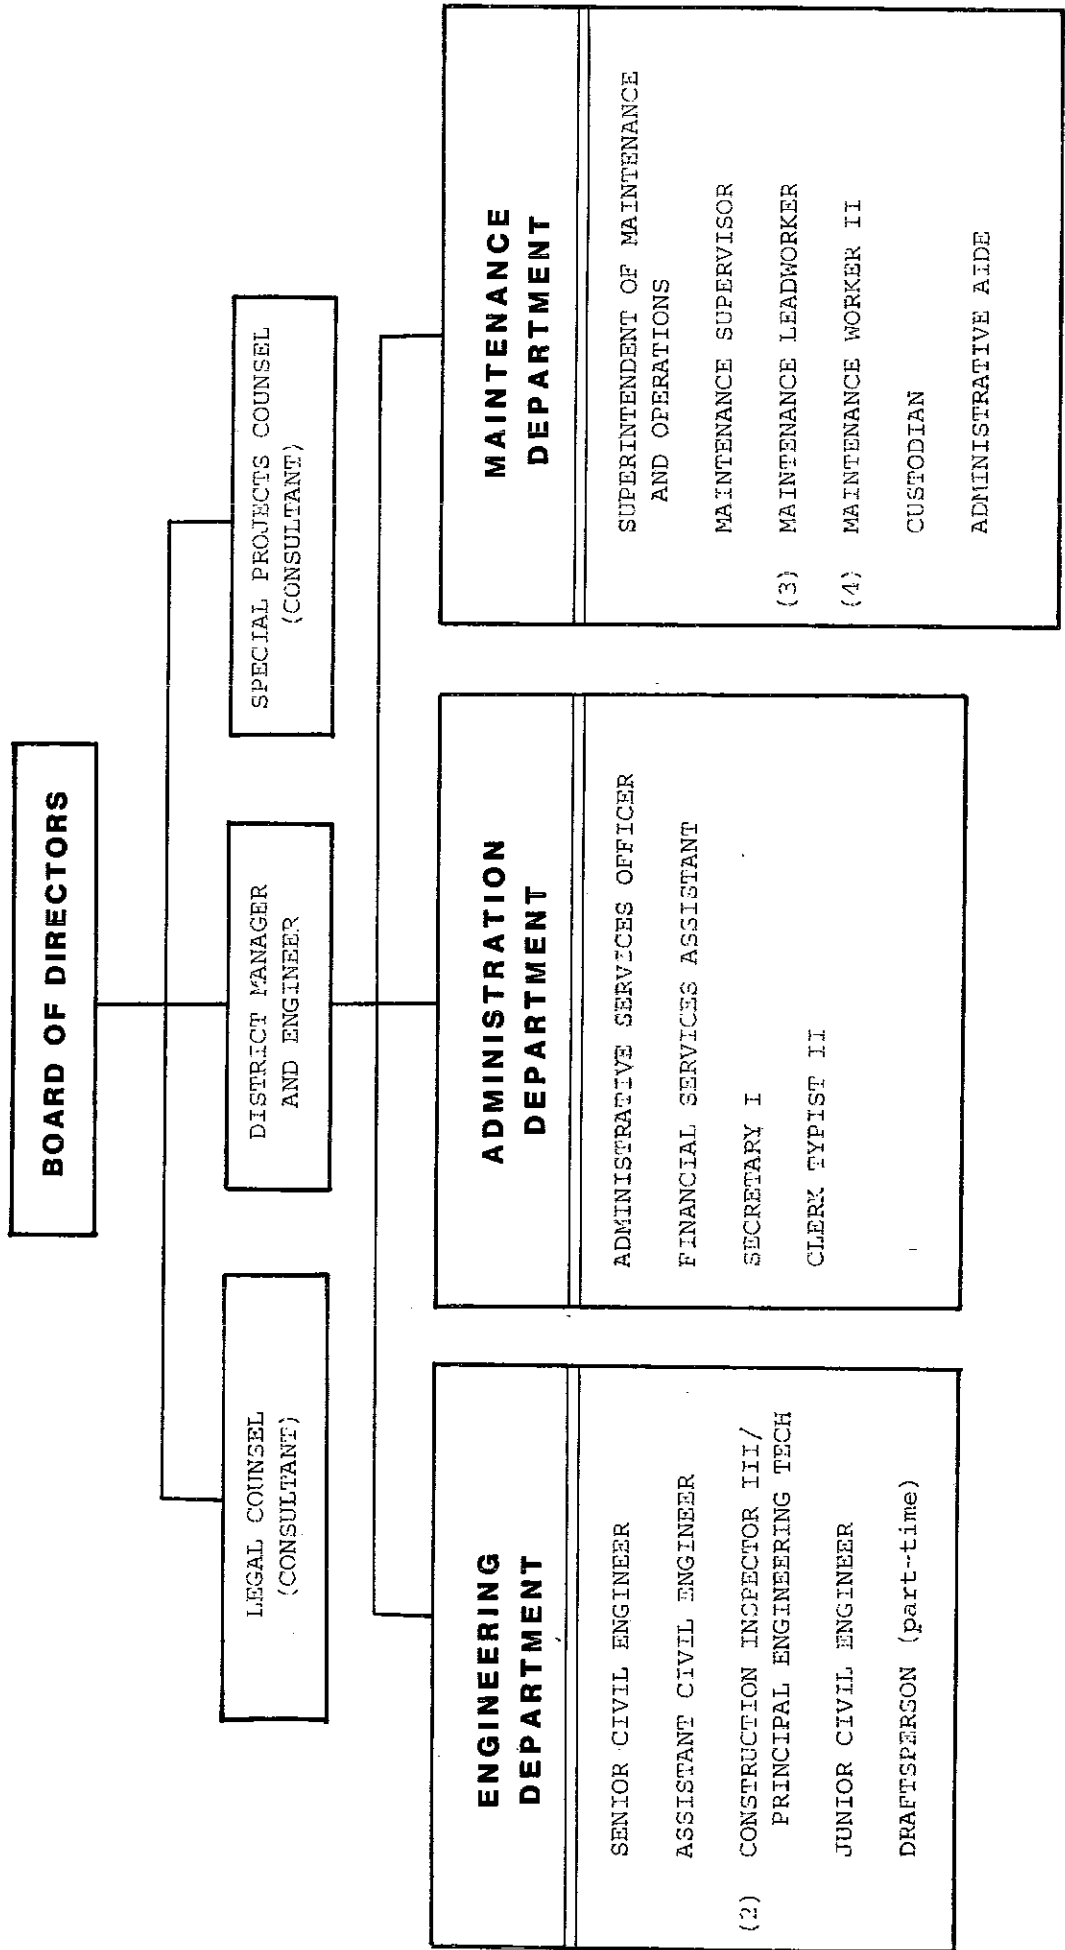 BOARD OF DIRECTORS
LEGAL COUNSEL
(CONSULTANT)
DISTRICT MANAGER
AND ENGINEER
SPECIAL PROJECTS COUNSEL
(CONSULTANT)
ENGINEERING
DEPARTMENT
SENIOR CIVIL ENGINEER
ASSISTANT CIVIL ENGINEER
(2) CONSTRUCTION INSPECTOR III/
PRINCIPAL ENGINEERING TECH
JUNIOR CIVIL ENGINEER
DRAFTSPERSON (part-time)
ADMINISTRATION
DEPARTMENT
ADMINISTRATIVE SERVICES OFFICER
FINANCIAL SERVICES ASSISTANT
SECRETARY I
CLERK TYPIST II
MAINTENANCE
DEPARTMENT
SUPERINTENDENT OF MAINTENANCE
AND OPERATIONS
MAINTENANCE SUPERVISOR
(3) MAINTENANCE LEADWORKER
(4) MAINTENANCE WORKER II
CUSTODIAN
ADMINISTRATIVE AIDE